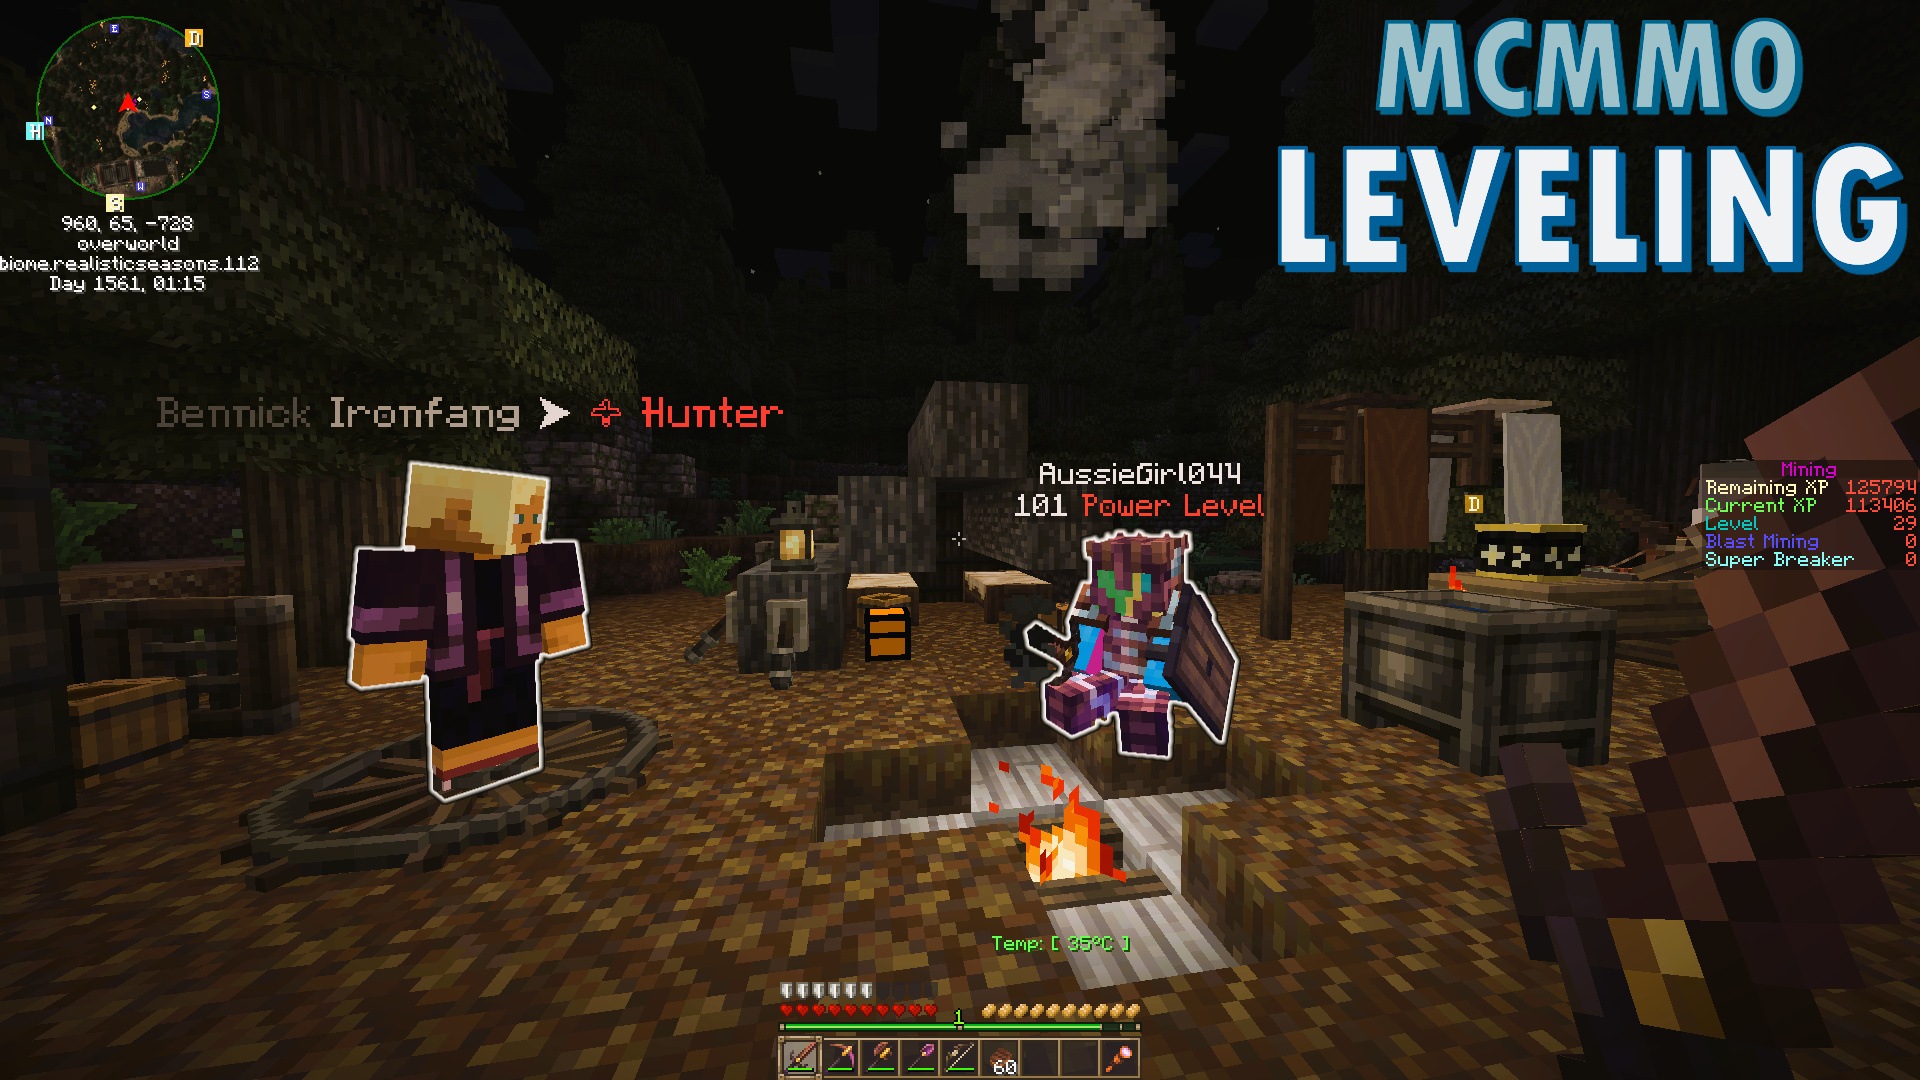 MCMMO
LEVELING
E
D
S
N
H
W
960, 65, -728
overworld
biome.realisticseasons.112
Day 1561, 01:15
Bennick Ironfang ➤ Hunter
AussieGirl044
101 Power Level
D
Mining
Remaining XP 125794
Current XP 113406
Level 29
Blast Mining 0
Super Breaker 0
Temp: [ 35°C ]
1
60